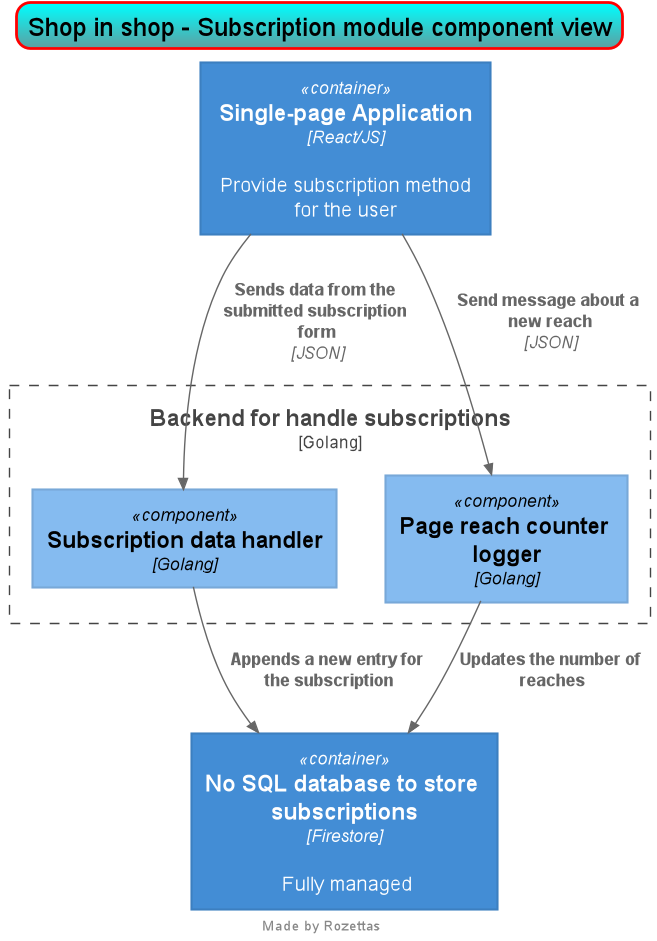 Shop in shop - Subscription module component view
«container»
Single-page Application
[React/JS]
Provide subscription method
for the user
Sends data from the
submitted subscription
form
[JSON]
Send message about a
new reach
[JSON]
Backend for handle subscriptions
[Golang]
«component»
Subscription data handler
[Golang]
«component»
Page reach counter
logger
[Golang]
Appends a new entry for
the subscription
Updates the number of
reaches
«container»
No SQL database to store
subscriptions
[Firestore]
Fully managed
Made by Rozettas